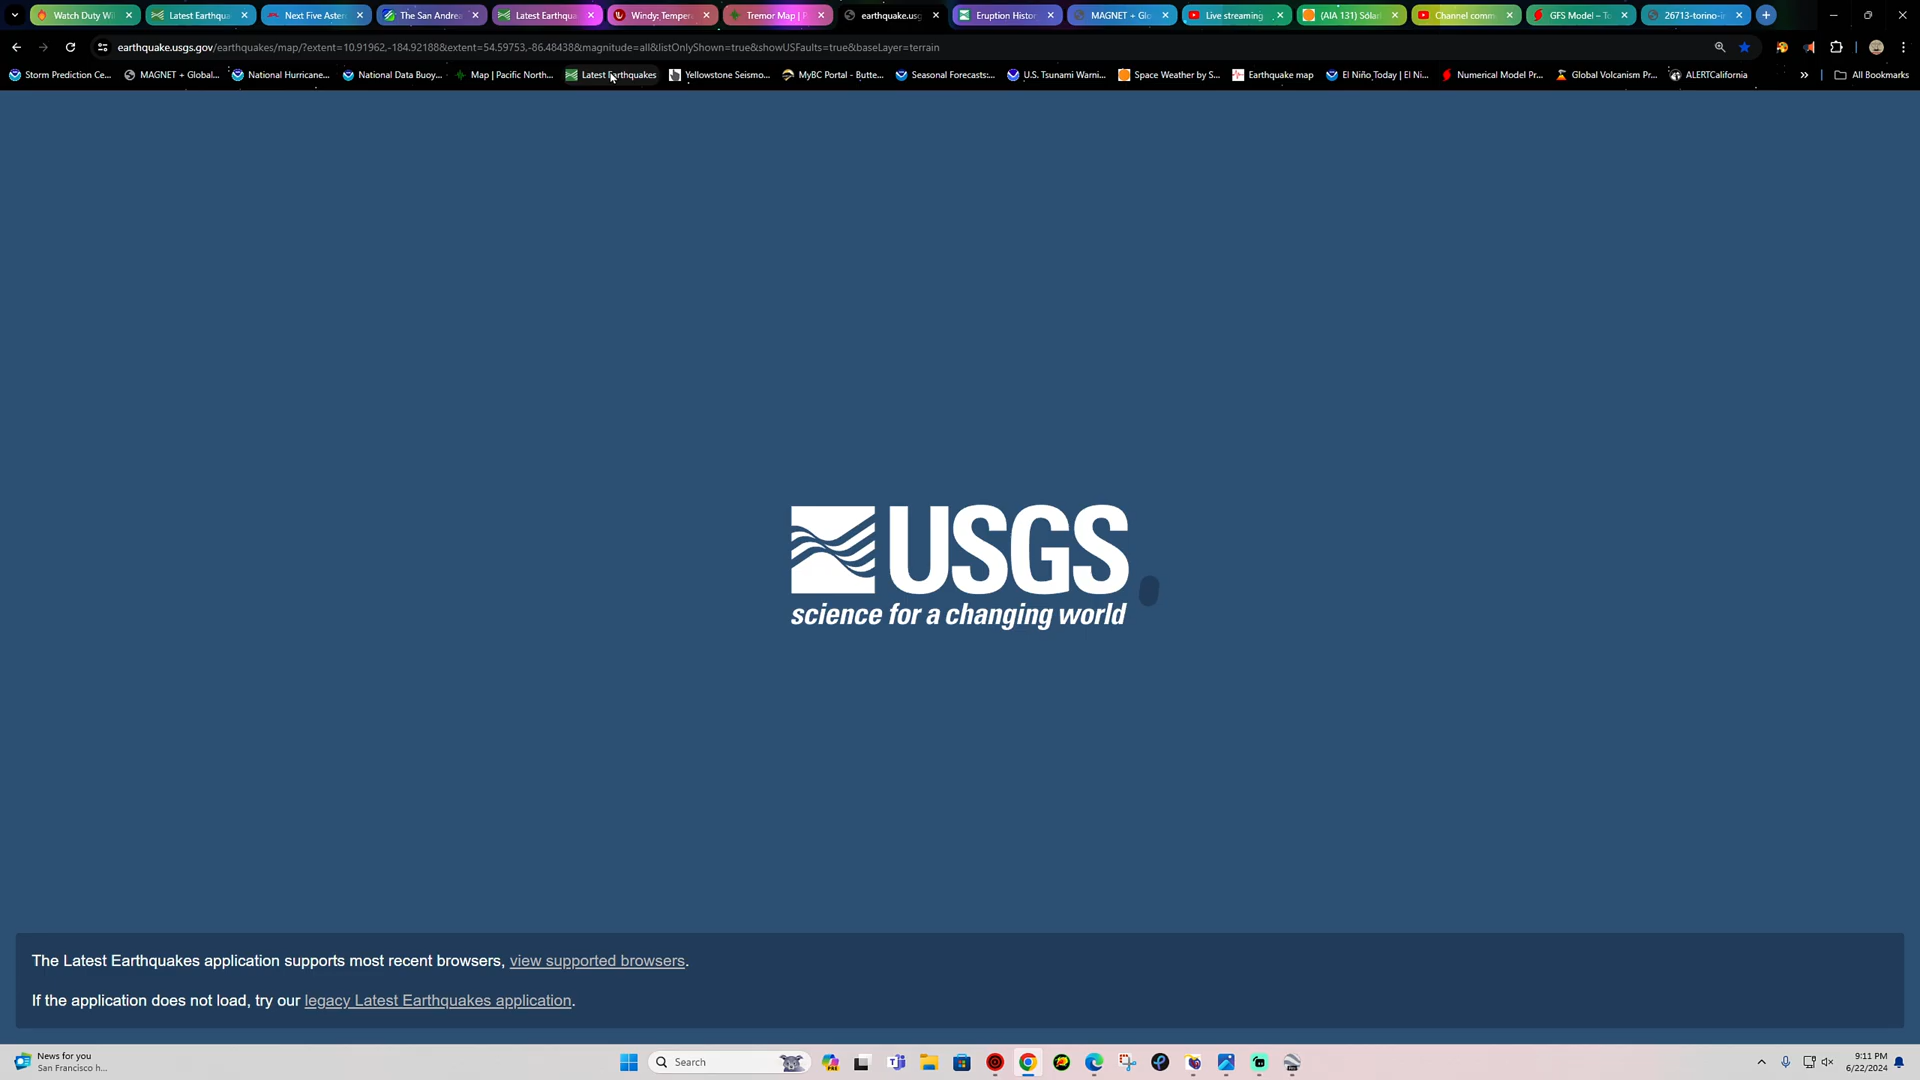 Watch Duty Wi
Latest Earthqua
Next Five Aster
The San Andrea
Latest Earthqua
Windy: Temper
Tremor Map | P
earthquake.usg
Eruption Histor
MAGNET + Glo
Live streaming
(AIA 131) Sólar
Channel comm
GFS Model – To
26713-torino-im
earthquake.usgs.gov/earthquakes/map/?extent=10.91962,-184.92188&extent=54.59753,-86.48438&magnitude=all&listOnlyShown=true&showUSFaults=true&baseLayer=terrain
Storm Prediction Ce...
MAGNET + Global...
National Hurricane...
National Data Buoy...
Map | Pacific North...
Latest Earthquakes
Yellowstone Seismo...
MyBC Portal - Butte...
Seasonal Forecasts:...
U.S. Tsunami Warni...
Space Weather by S...
Earthquake map
El Niño Today | El Ni...
Numerical Model Pr...
Global Volcanism Pr...
ALERTCalifornia
All Bookmarks
USGS
science for a changing world
The Latest Earthquakes application supports most recent browsers, view supported browsers.
If the application does not load, try our legacy Latest Earthquakes application.
News for you
San Francisco h...
Search
9:11 PM
6/22/2024